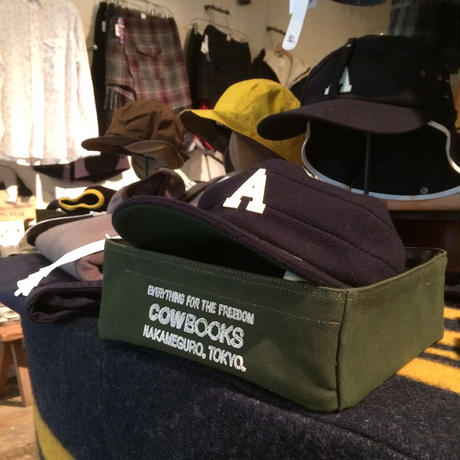 A
A
EVERYTHING FOR THE FREEDOM
COWBOOKS
NAKAMEGURO, TOKYO.